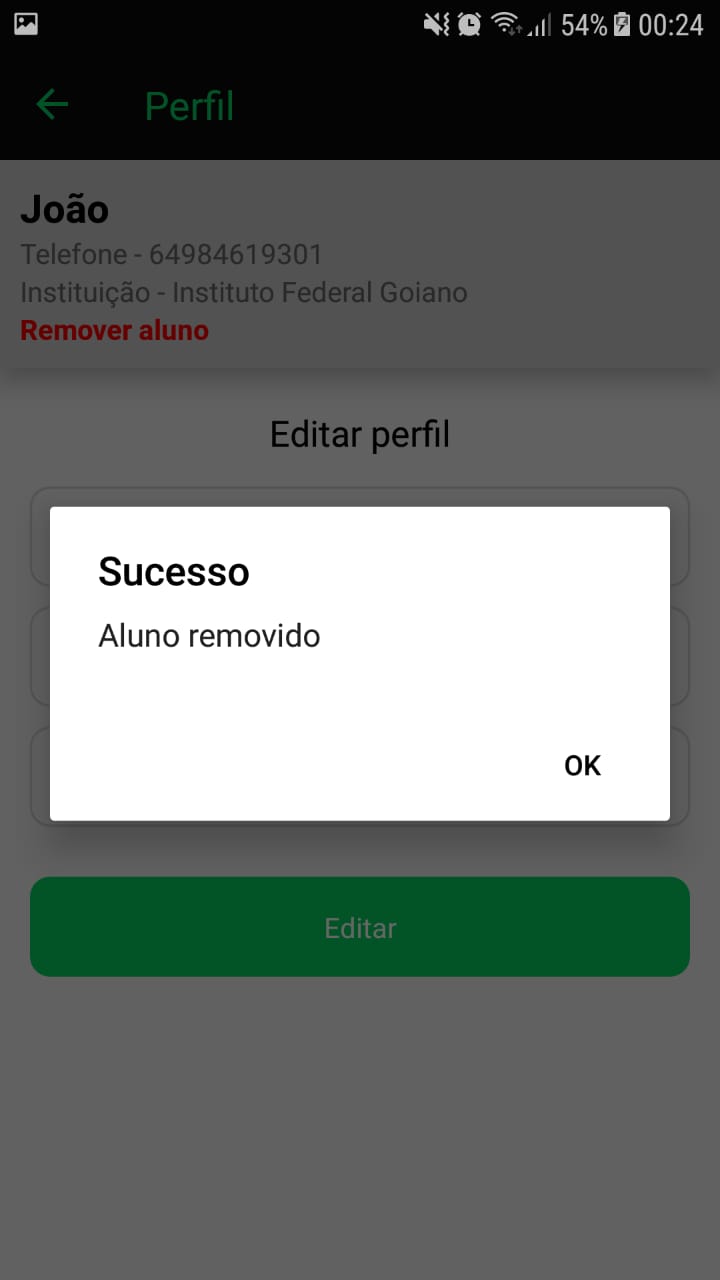 54% 00:24
Perfil
João
Telefone - 64984619301
Instituição - Instituto Federal Goiano
Remover aluno
Editar perfil
Sucesso
Aluno removido
OK
Editar